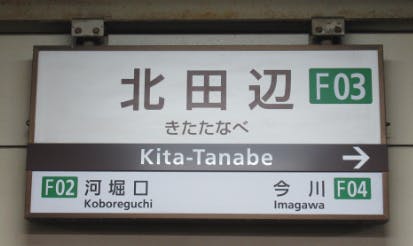 北田辺 F03
きたたなべ
Kita-Tanabe →
F02 河堀口 今川 F04
Koboreguchi Imagawa